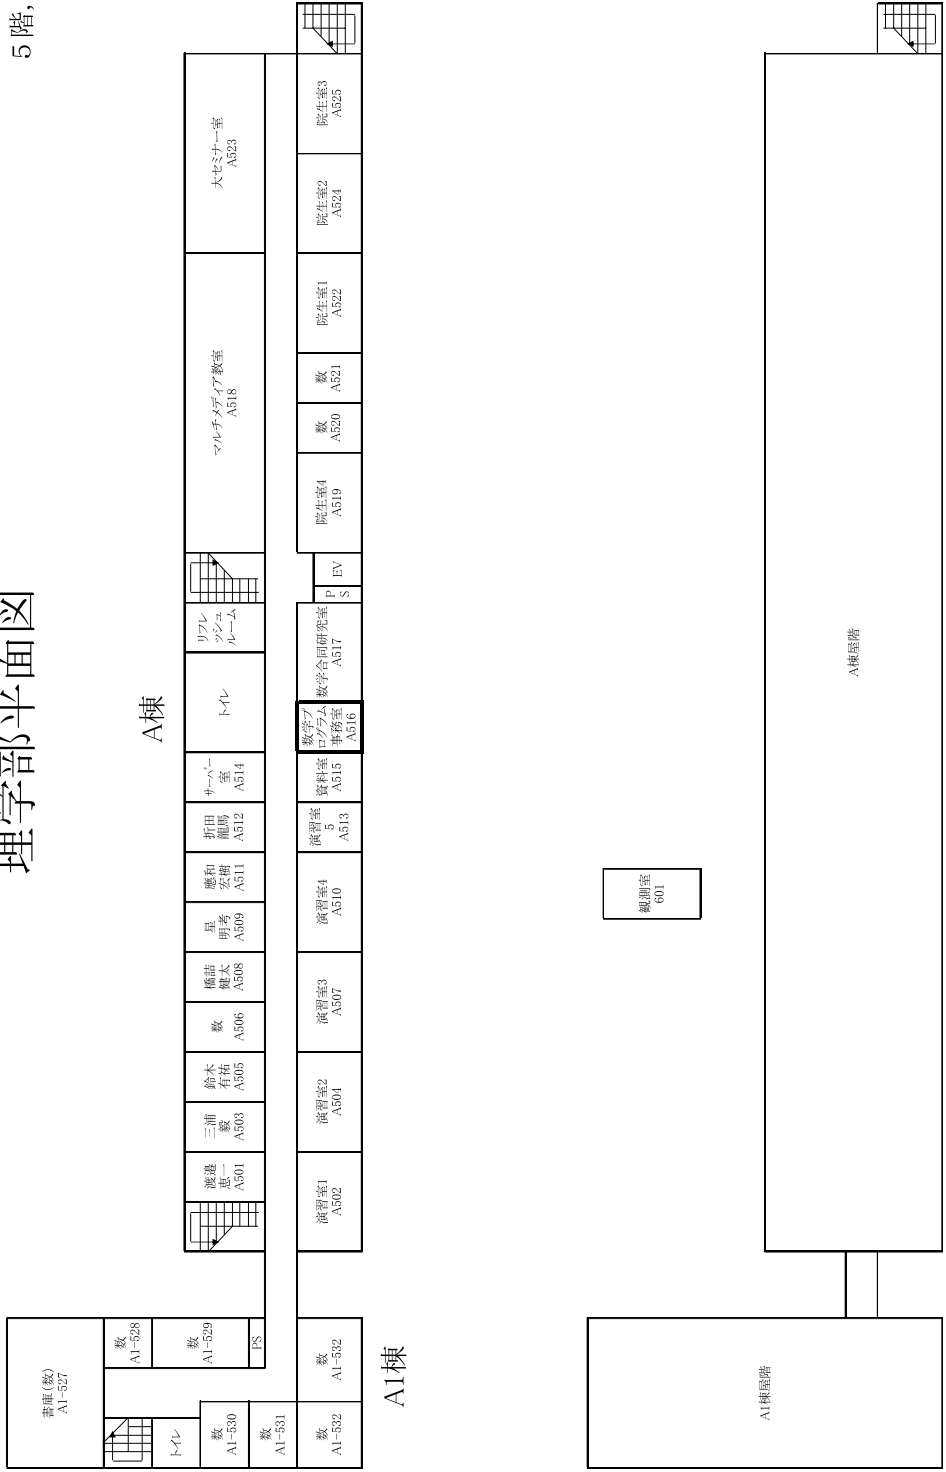 理学部平面図
5 階,
A棟
大セミナー室
A523
マルチメディア教室
A518
リフレ
ッシュ
ルーム
トイレ
サーバー
室
A514
折田
龍馬
A512
應和
宏樹
A511
星
明考
A509
橋詰
健太
A508
数
A506
鈴木
有祐
A505
三浦
毅
A503
渡邉
恵一
A501
院生室3
A525
院生室2
A524
院生室1
A522
数
A521
数
A520
院生室4
A519
EV
P
S
数学合同研究室
A517
数学プ
ログラム
事務室
A516
資料室
A515
演習室
5
A513
演習室4
A510
演習室3
A507
演習室2
A504
演習室1
A502
書庫(数)
A1-527
数
A1-528
数
A1-529
PS
トイレ
数
A1-530
数
A1-531
数
A1-532
数
A1-532
A1棟
観測室
601
A棟屋階
A1棟屋階